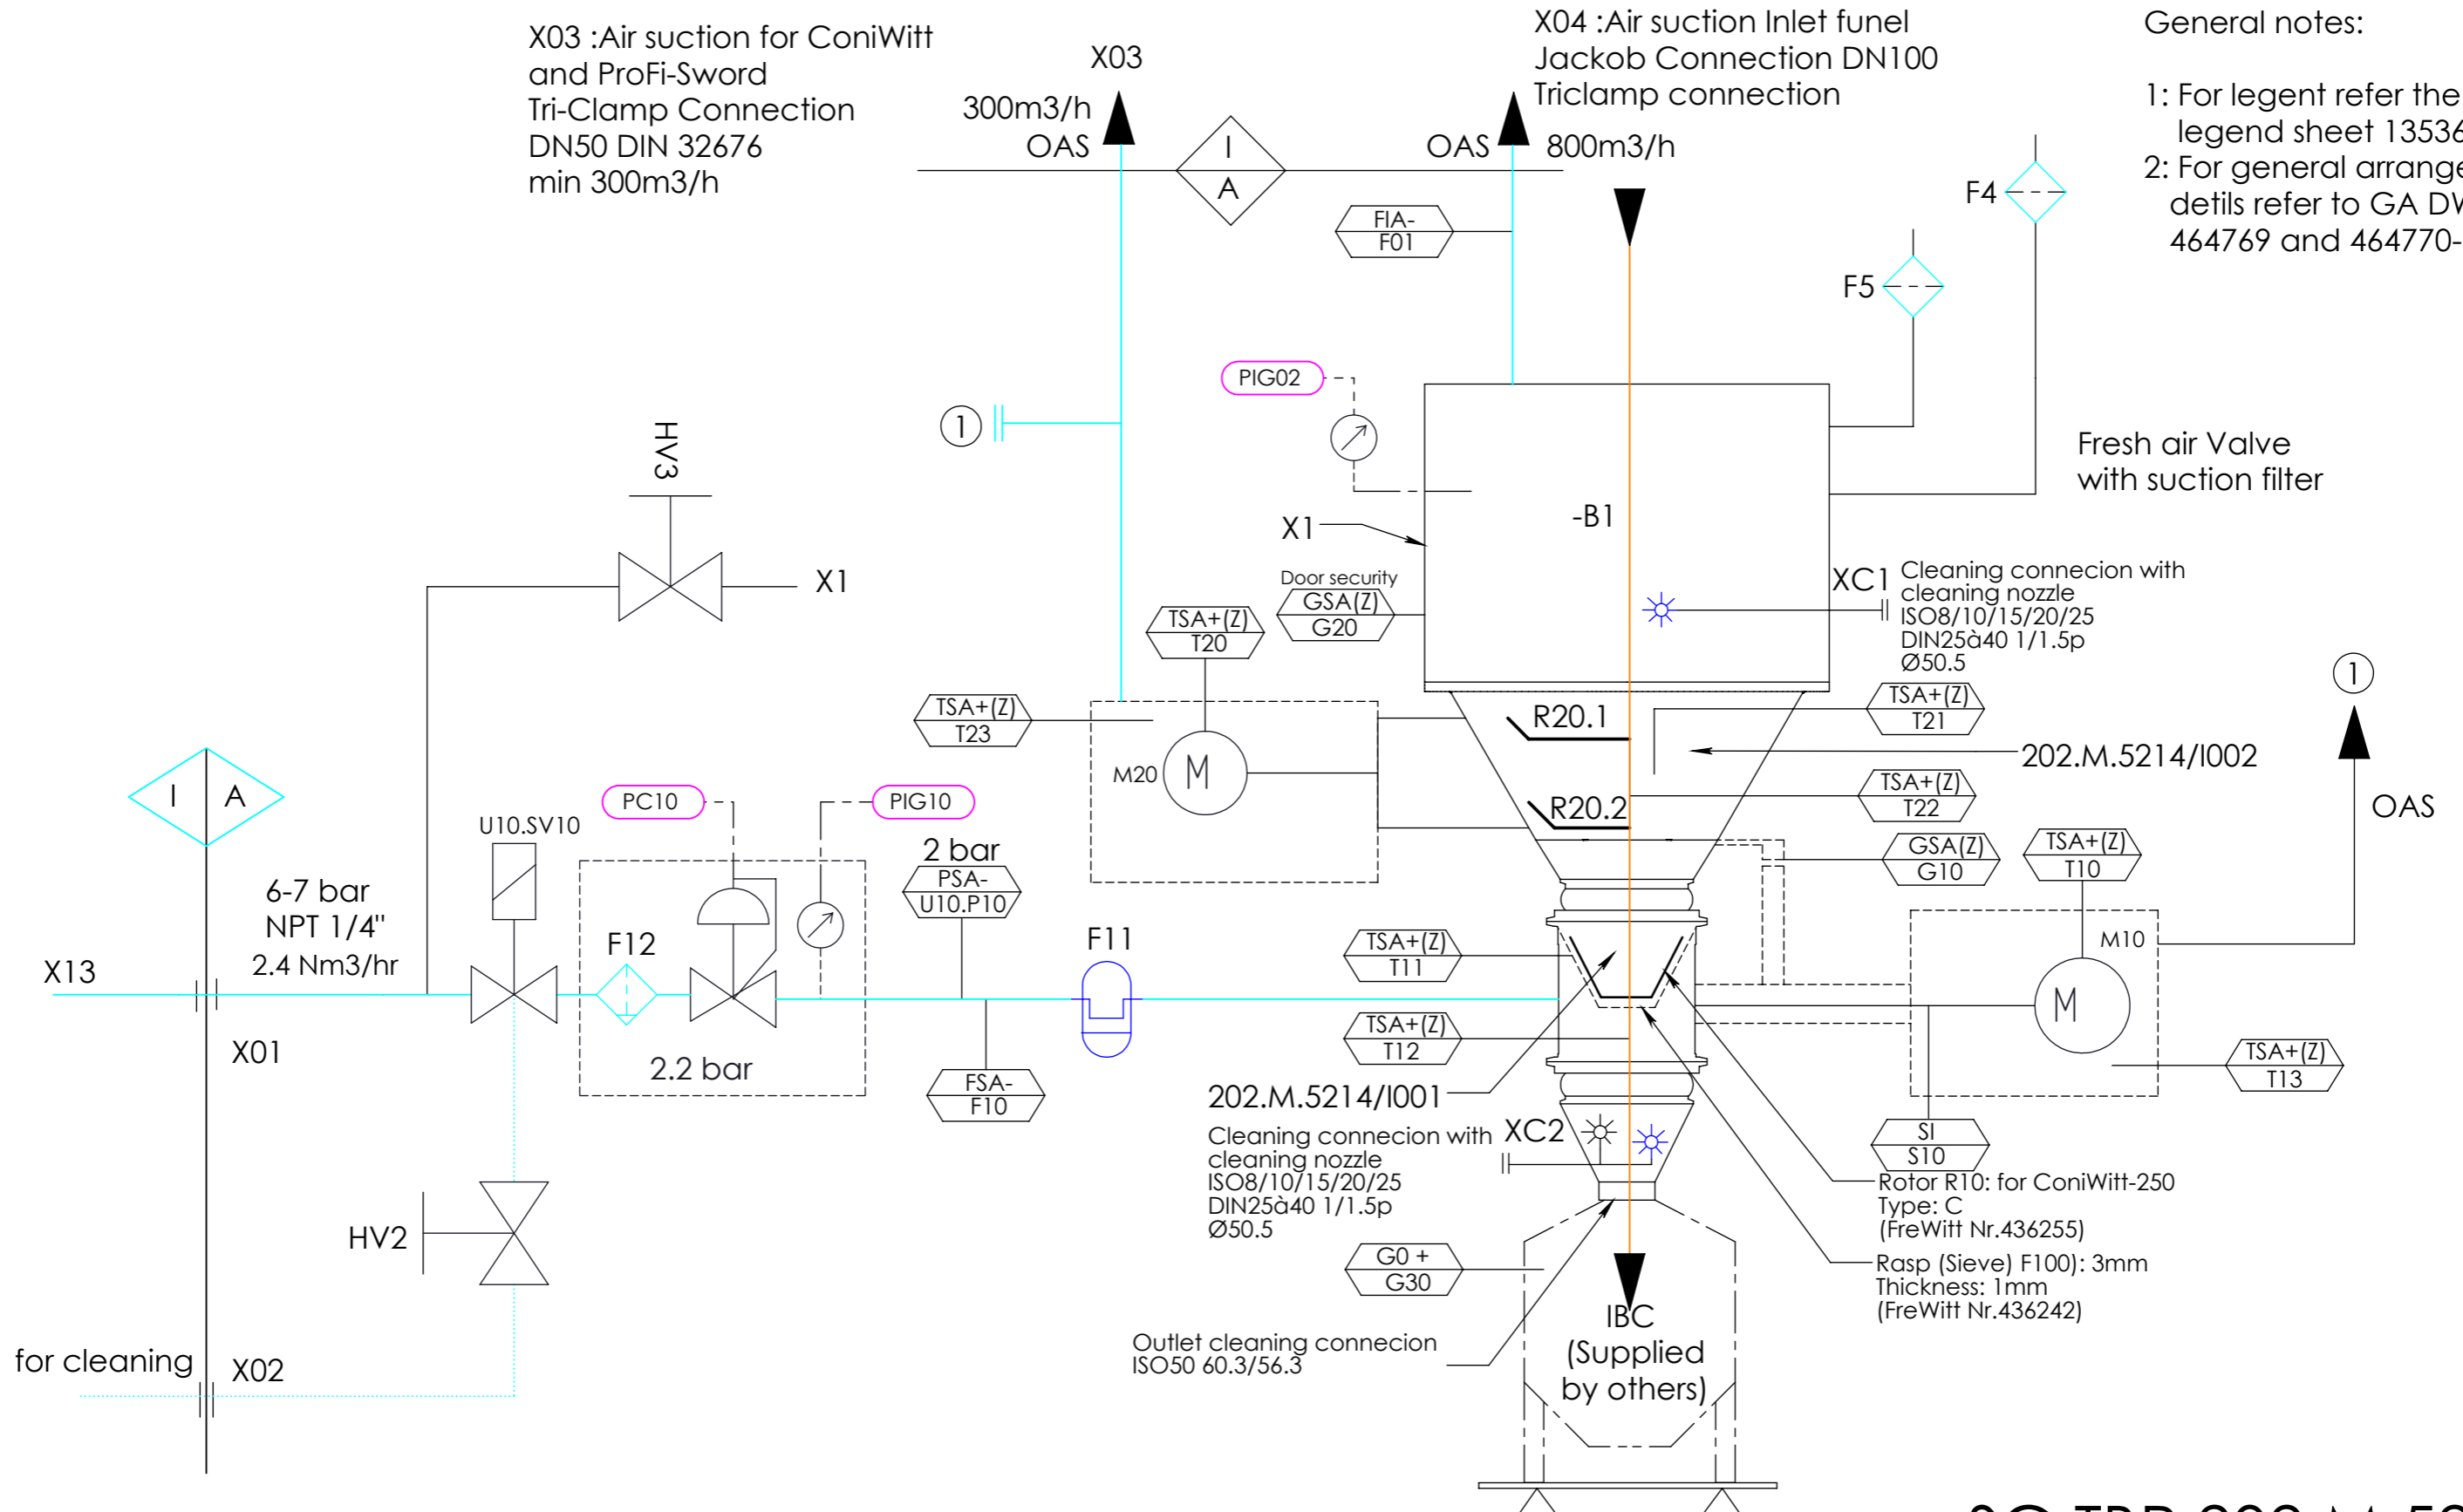 X03 :Air suction for ConiWitt
and ProFi-Sword
Tri-Clamp Connection
DN50 DIN 32676
min 300m3/h
X03
300m3/h
OAS
I
A
X04 :Air suction Inlet funel
Jackob Connection DN100
Triclamp connection
OAS
800m3/h
General notes:
1: For legent refer the
legend sheet 13536
2: For general arrange
detils refer to GA DW
464769 and 464770-
FIA-
F01
F4
F5
PIG02
1
HV3
X1
X1
-B1
Fresh air Valve
with suction filter
Door security
GSA(Z)
G20
XC1
Cleaning connecion with
cleaning nozzle
ISO8/10/15/20/25
DIN25à40 1/1.5p
Ø50.5
TSA+(Z)
T20
TSA+(Z)
T23
M20
M
R20.1
R20.2
TSA+(Z)
T21
202.M.5214/I002
TSA+(Z)
T22
GSA(Z)
G10
TSA+(Z)
T10
1
OAS
I
A
U10.SV10
PC10
PIG10
2 bar
PSA-
U10.P10
6-7 bar
NPT 1/4"
2.4 Nm3/hr
X13
X01
F12
2.2 bar
FSA-
F10
F11
TSA+(Z)
T11
TSA+(Z)
T12
M10
M
TSA+(Z)
T13
SI
S10
202.M.5214/I001
Cleaning connecion with
cleaning nozzle
ISO8/10/15/20/25
DIN25à40 1/1.5p
Ø50.5
XC2
Rotor R10: for ConiWitt-250
Type: C
(FreWitt Nr.436255)
Rasp (Sieve) F100): 3mm
Thickness: 1mm
(FreWitt Nr.436242)
HV2
G0 +
G30
Outlet cleaning connecion
ISO50 60.3/56.3
IBC
(Supplied
by others)
for cleaning
X02